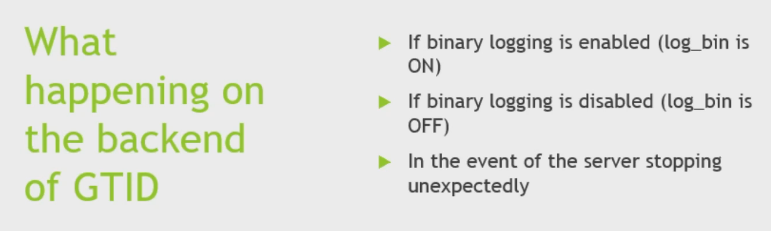 What
happening on
the backend
of GTID
If binary logging is enabled (log_bin is
ON)
If binary logging is disabled (log_bin is
OFF)
In the event of the server stopping
unexpectedly